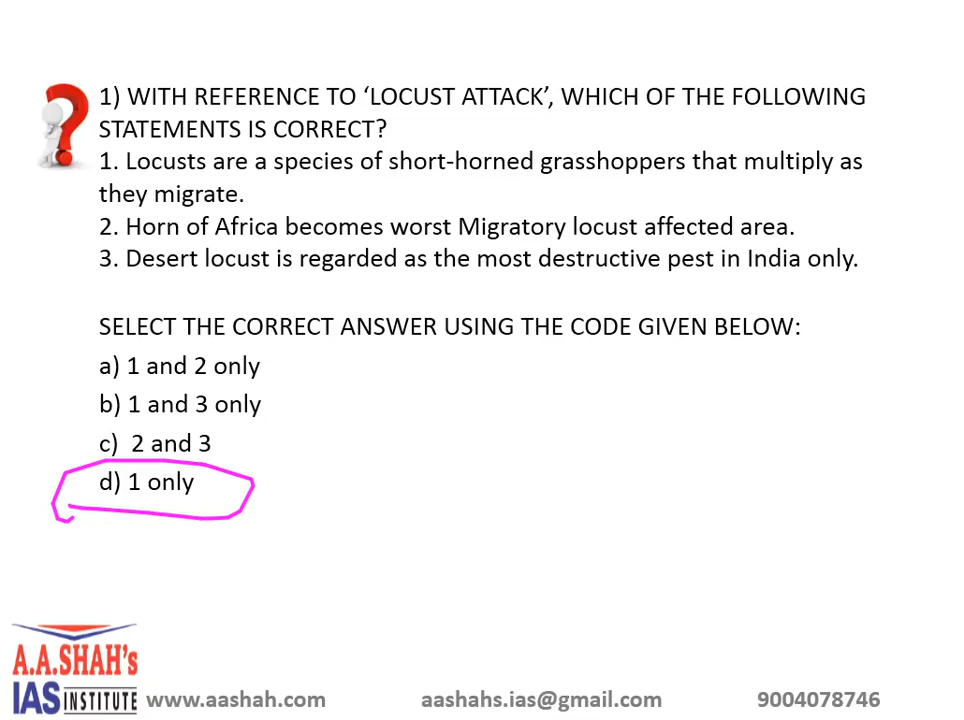 1) WITH REFERENCE TO ‘LOCUST ATTACK’, WHICH OF THE FOLLOWING
STATEMENTS IS CORRECT?
1. Locusts are a species of short-horned grasshoppers that multiply as
they migrate.
2. Horn of Africa becomes worst Migratory locust affected area.
3. Desert locust is regarded as the most destructive pest in India only.
SELECT THE CORRECT ANSWER USING THE CODE GIVEN BELOW:
a) 1 and 2 only
b) 1 and 3 only
c) 2 and 3
d) 1 only
A.A.SHAH's
IAS INSTITUTE
www.aashah.com aashahs.ias@gmail.com 9004078746